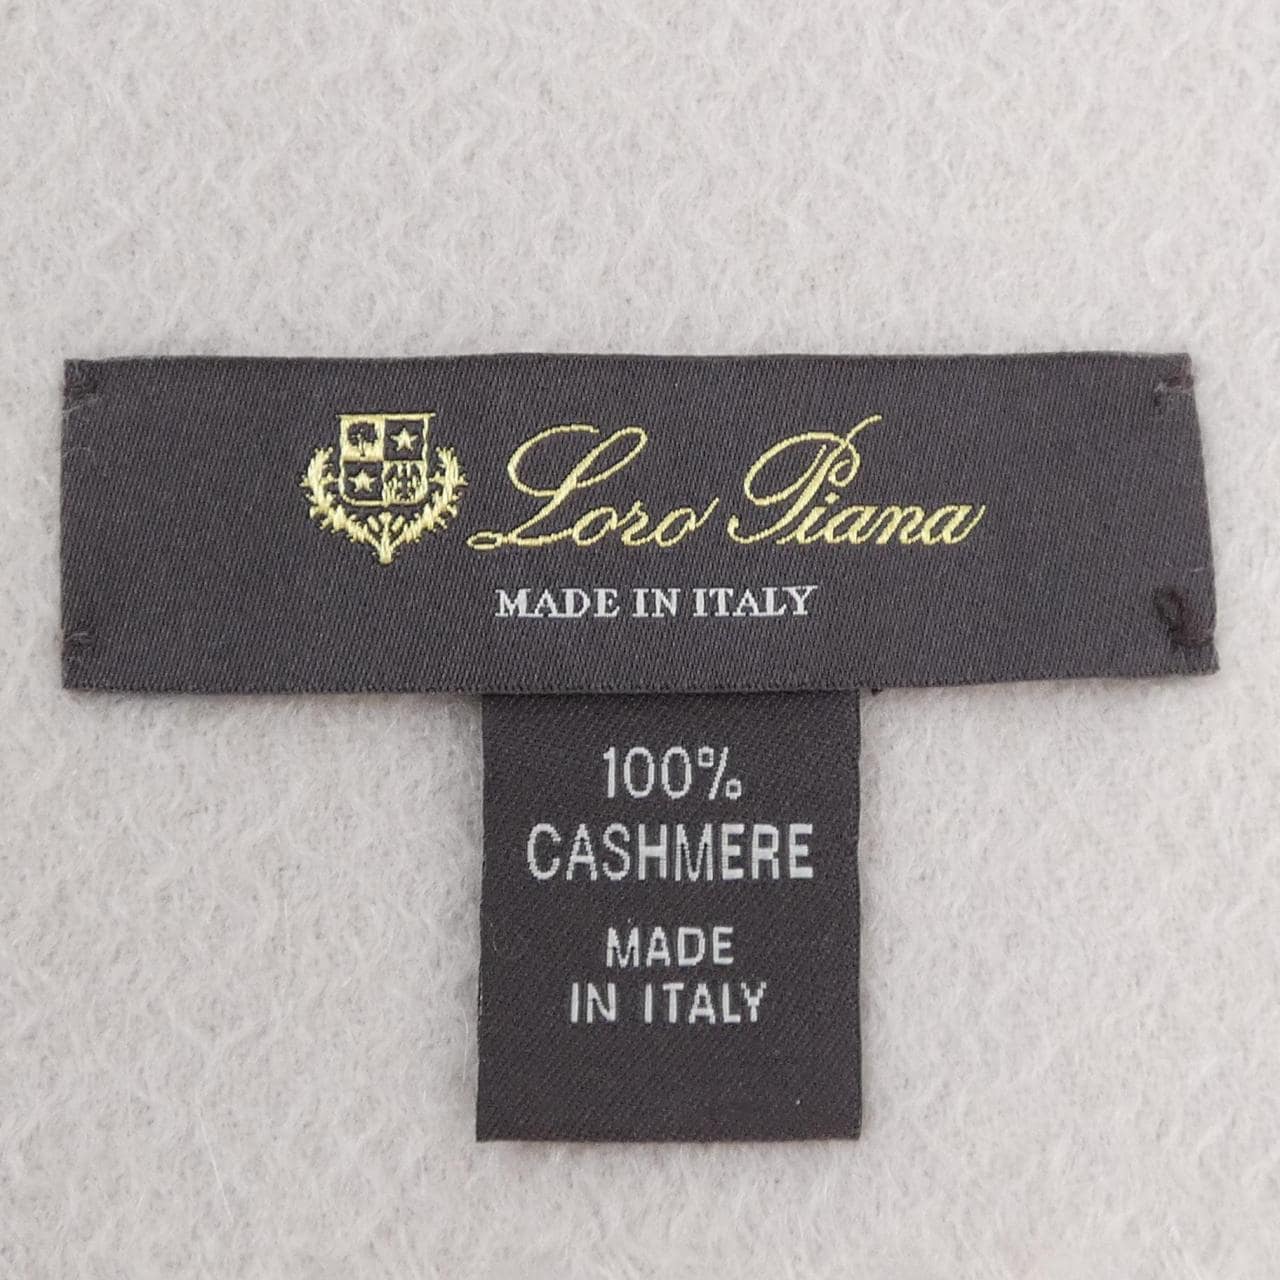 Loro Piana
MADE IN ITALY
100%
CASHMERE
MADE
IN ITALY